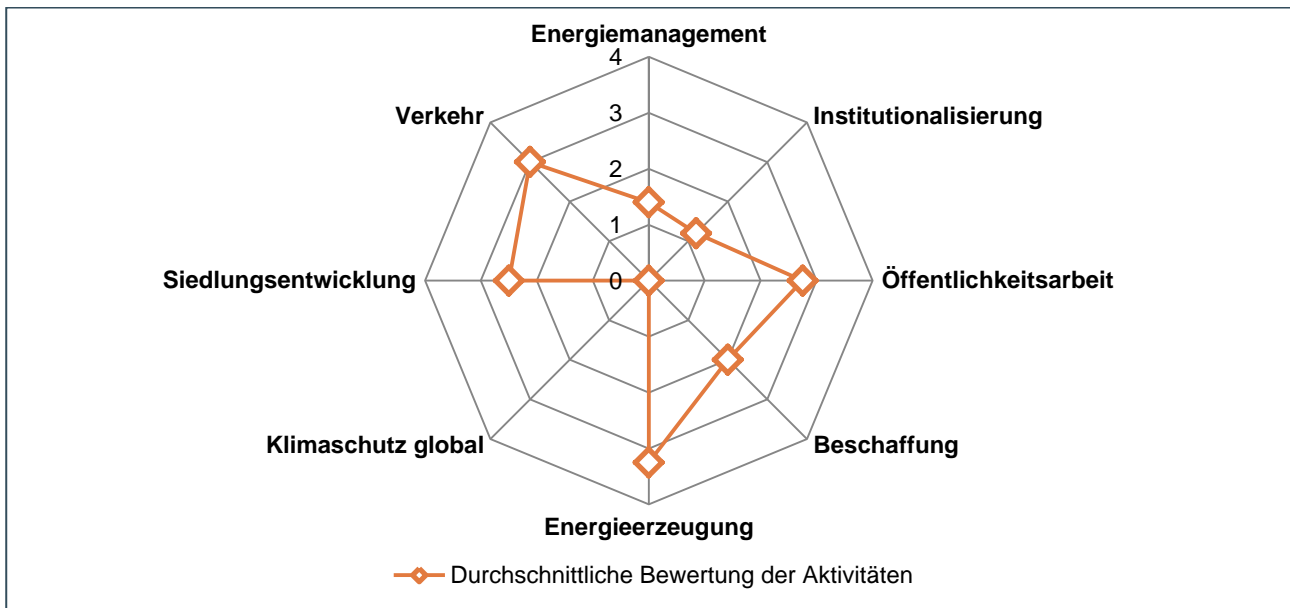 Energiemanagement
4
Verkehr
Institutionalisierung
3
2
1
Siedlungsentwicklung
0
Öffentlichkeitsarbeit
Klimaschutz global
Beschaffung
Energieerzeugung
Durchschnittliche Bewertung der Aktivitäten